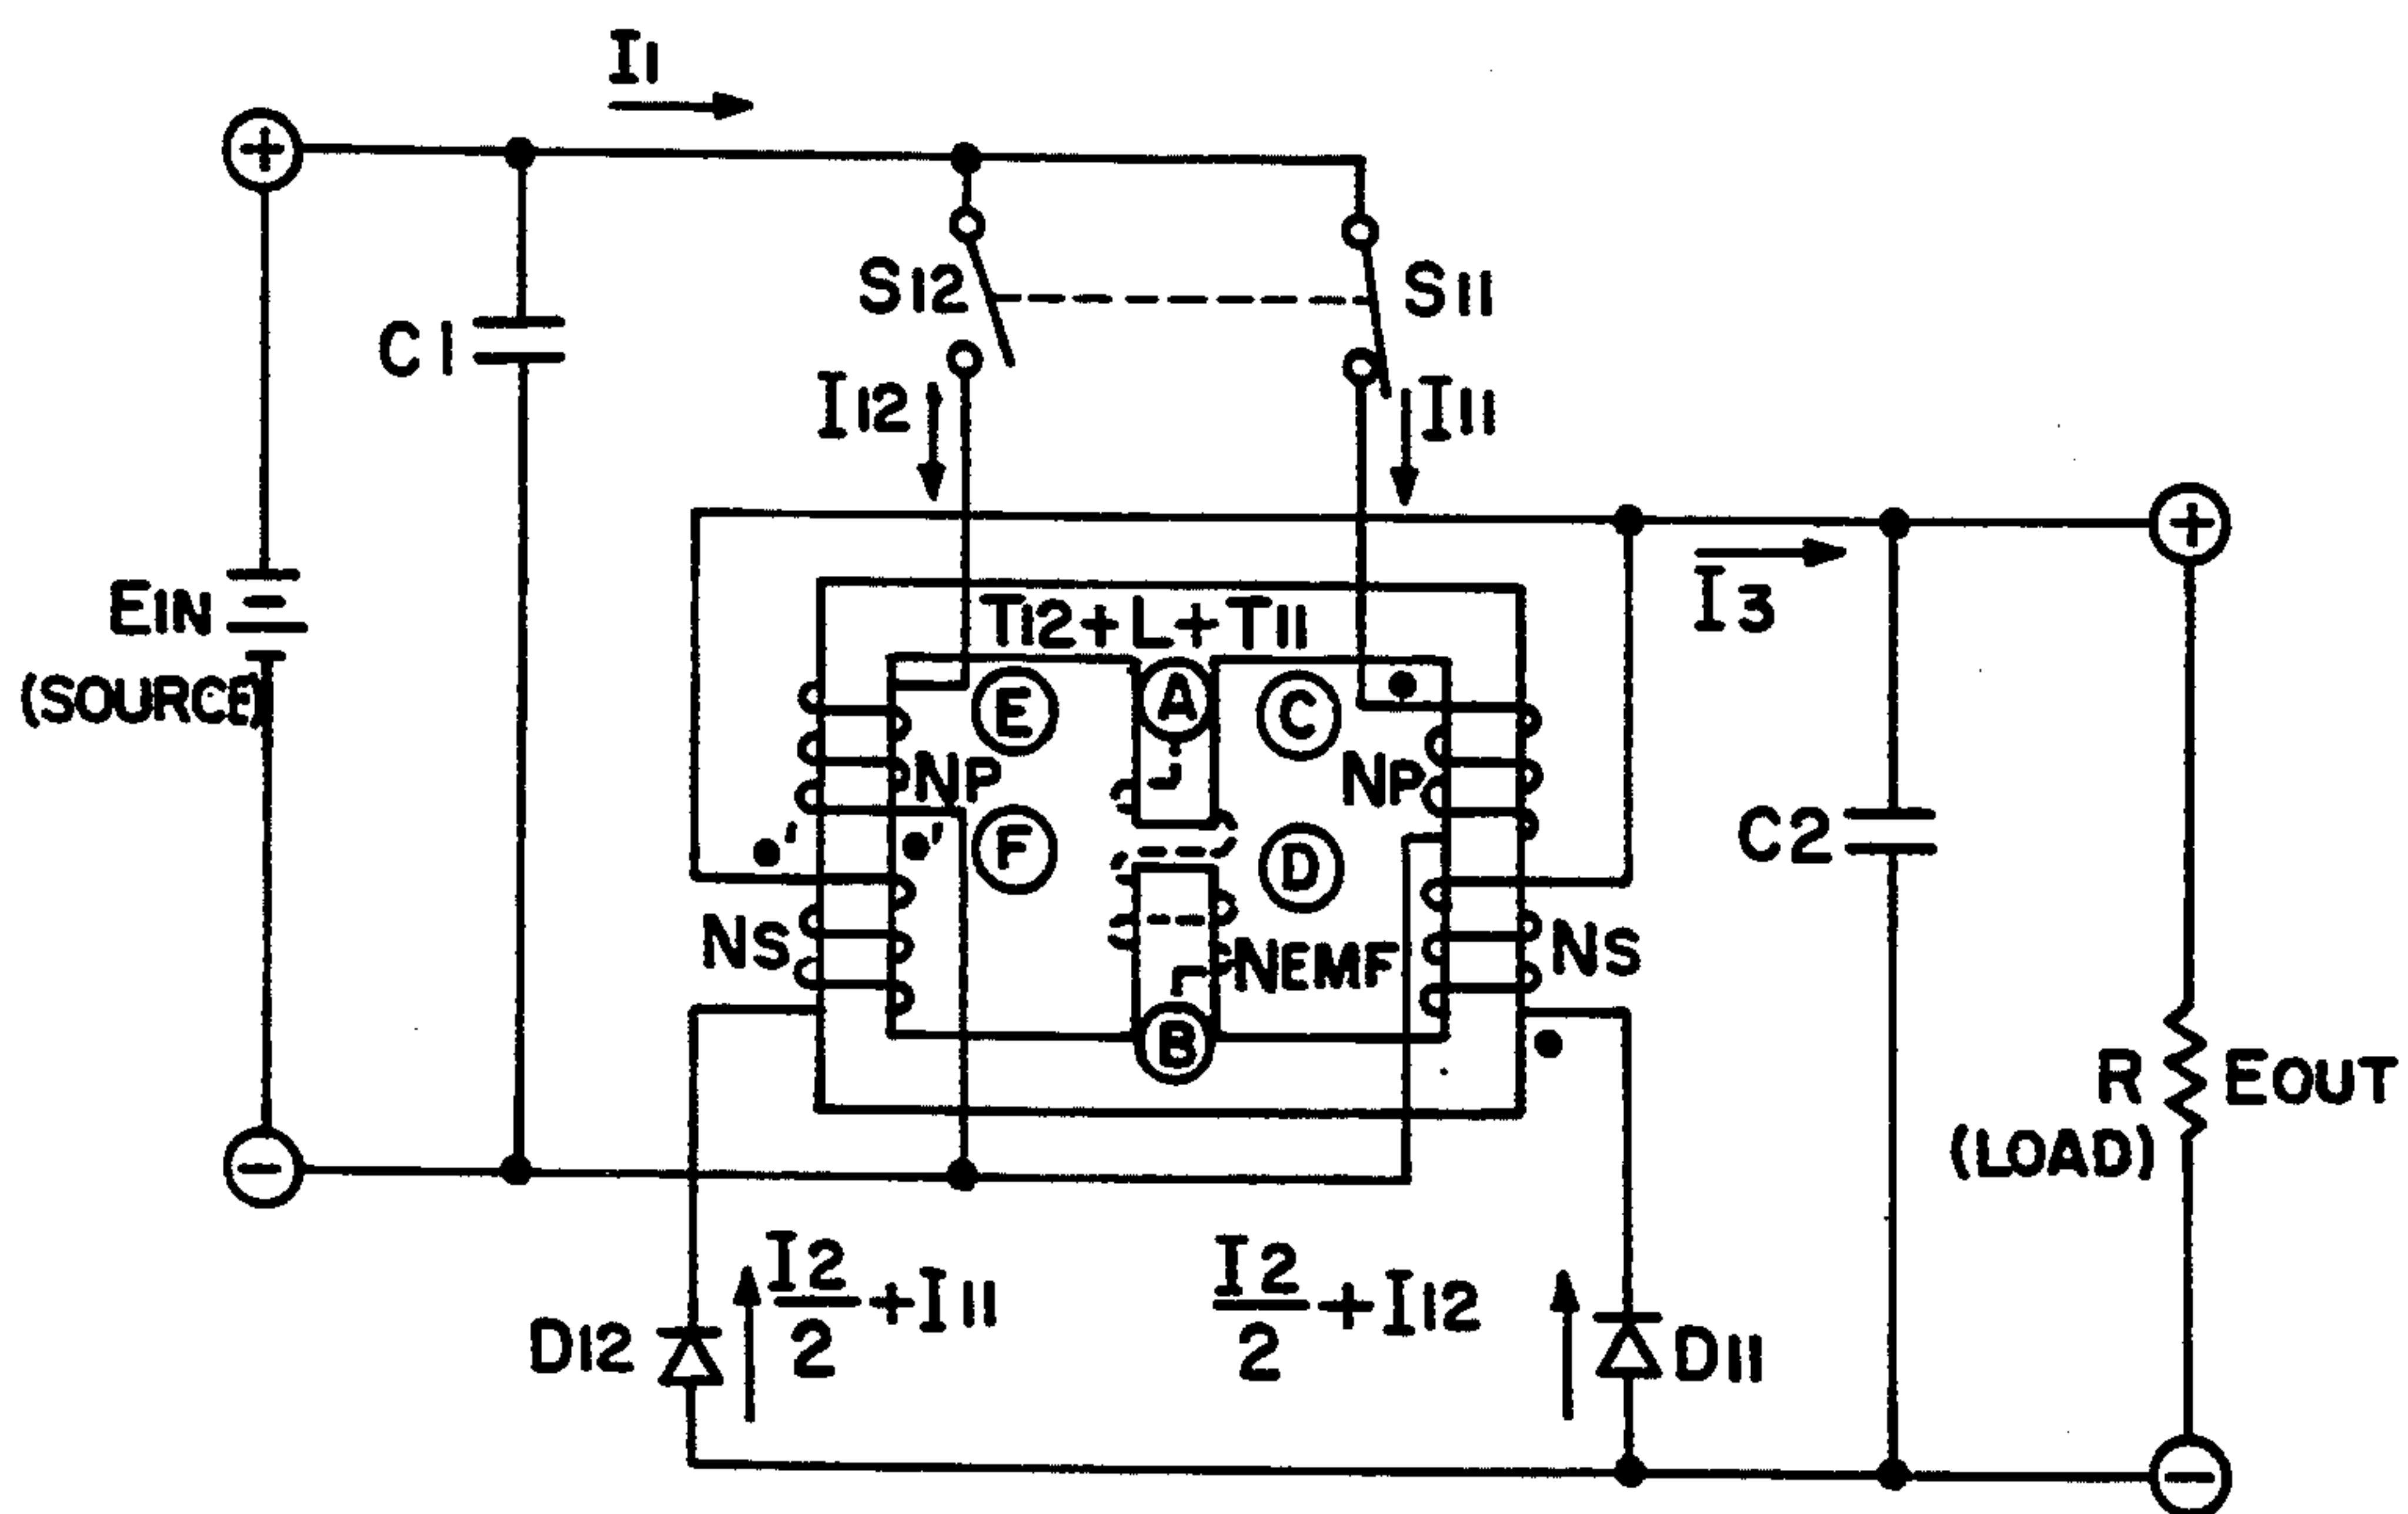 I1
+
S12
S11
C1
I12
I11
+
EIN
I3
T12+L+T11
(SOURCE)
E
A
C
NP
NP
F
D
C2
NS
NEMF
NS
B
R
EOUT
(LOAD)
−
I2/2 +I11
I2/2 +I12
D12
D11
−